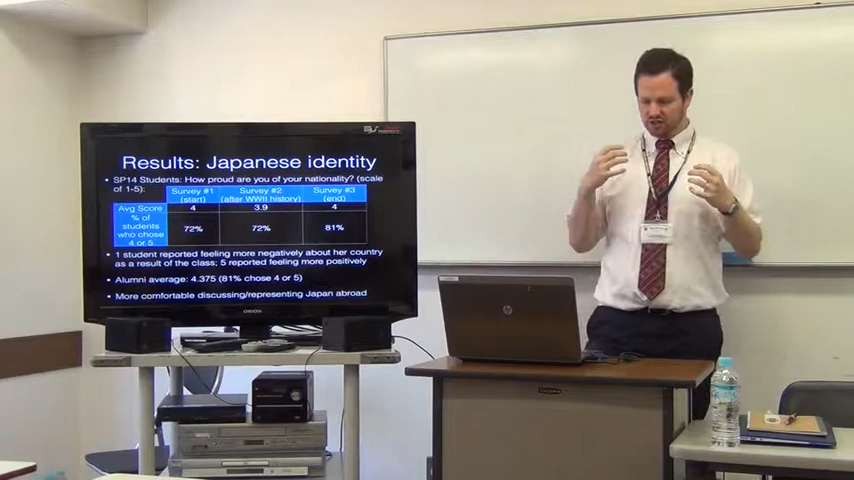 Results: Japanese identity
• SP14 Students: How proud are you of your nationality? (scale
of 1-5):
Survey #1 Survey #2 Survey #3
(start) (after WWII history) (end)
Avg Score 4 3.9 4
% of
students
who chose
4 or 5 72% 72% 81%
• 1 student reported feeling more negatively about her country
as a result of the class; 5 reported feeling more positively
• Alumni average: 4.375 (81% chose 4 or 5)
• More comfortable discussing/representing Japan abroad
ORION
hp